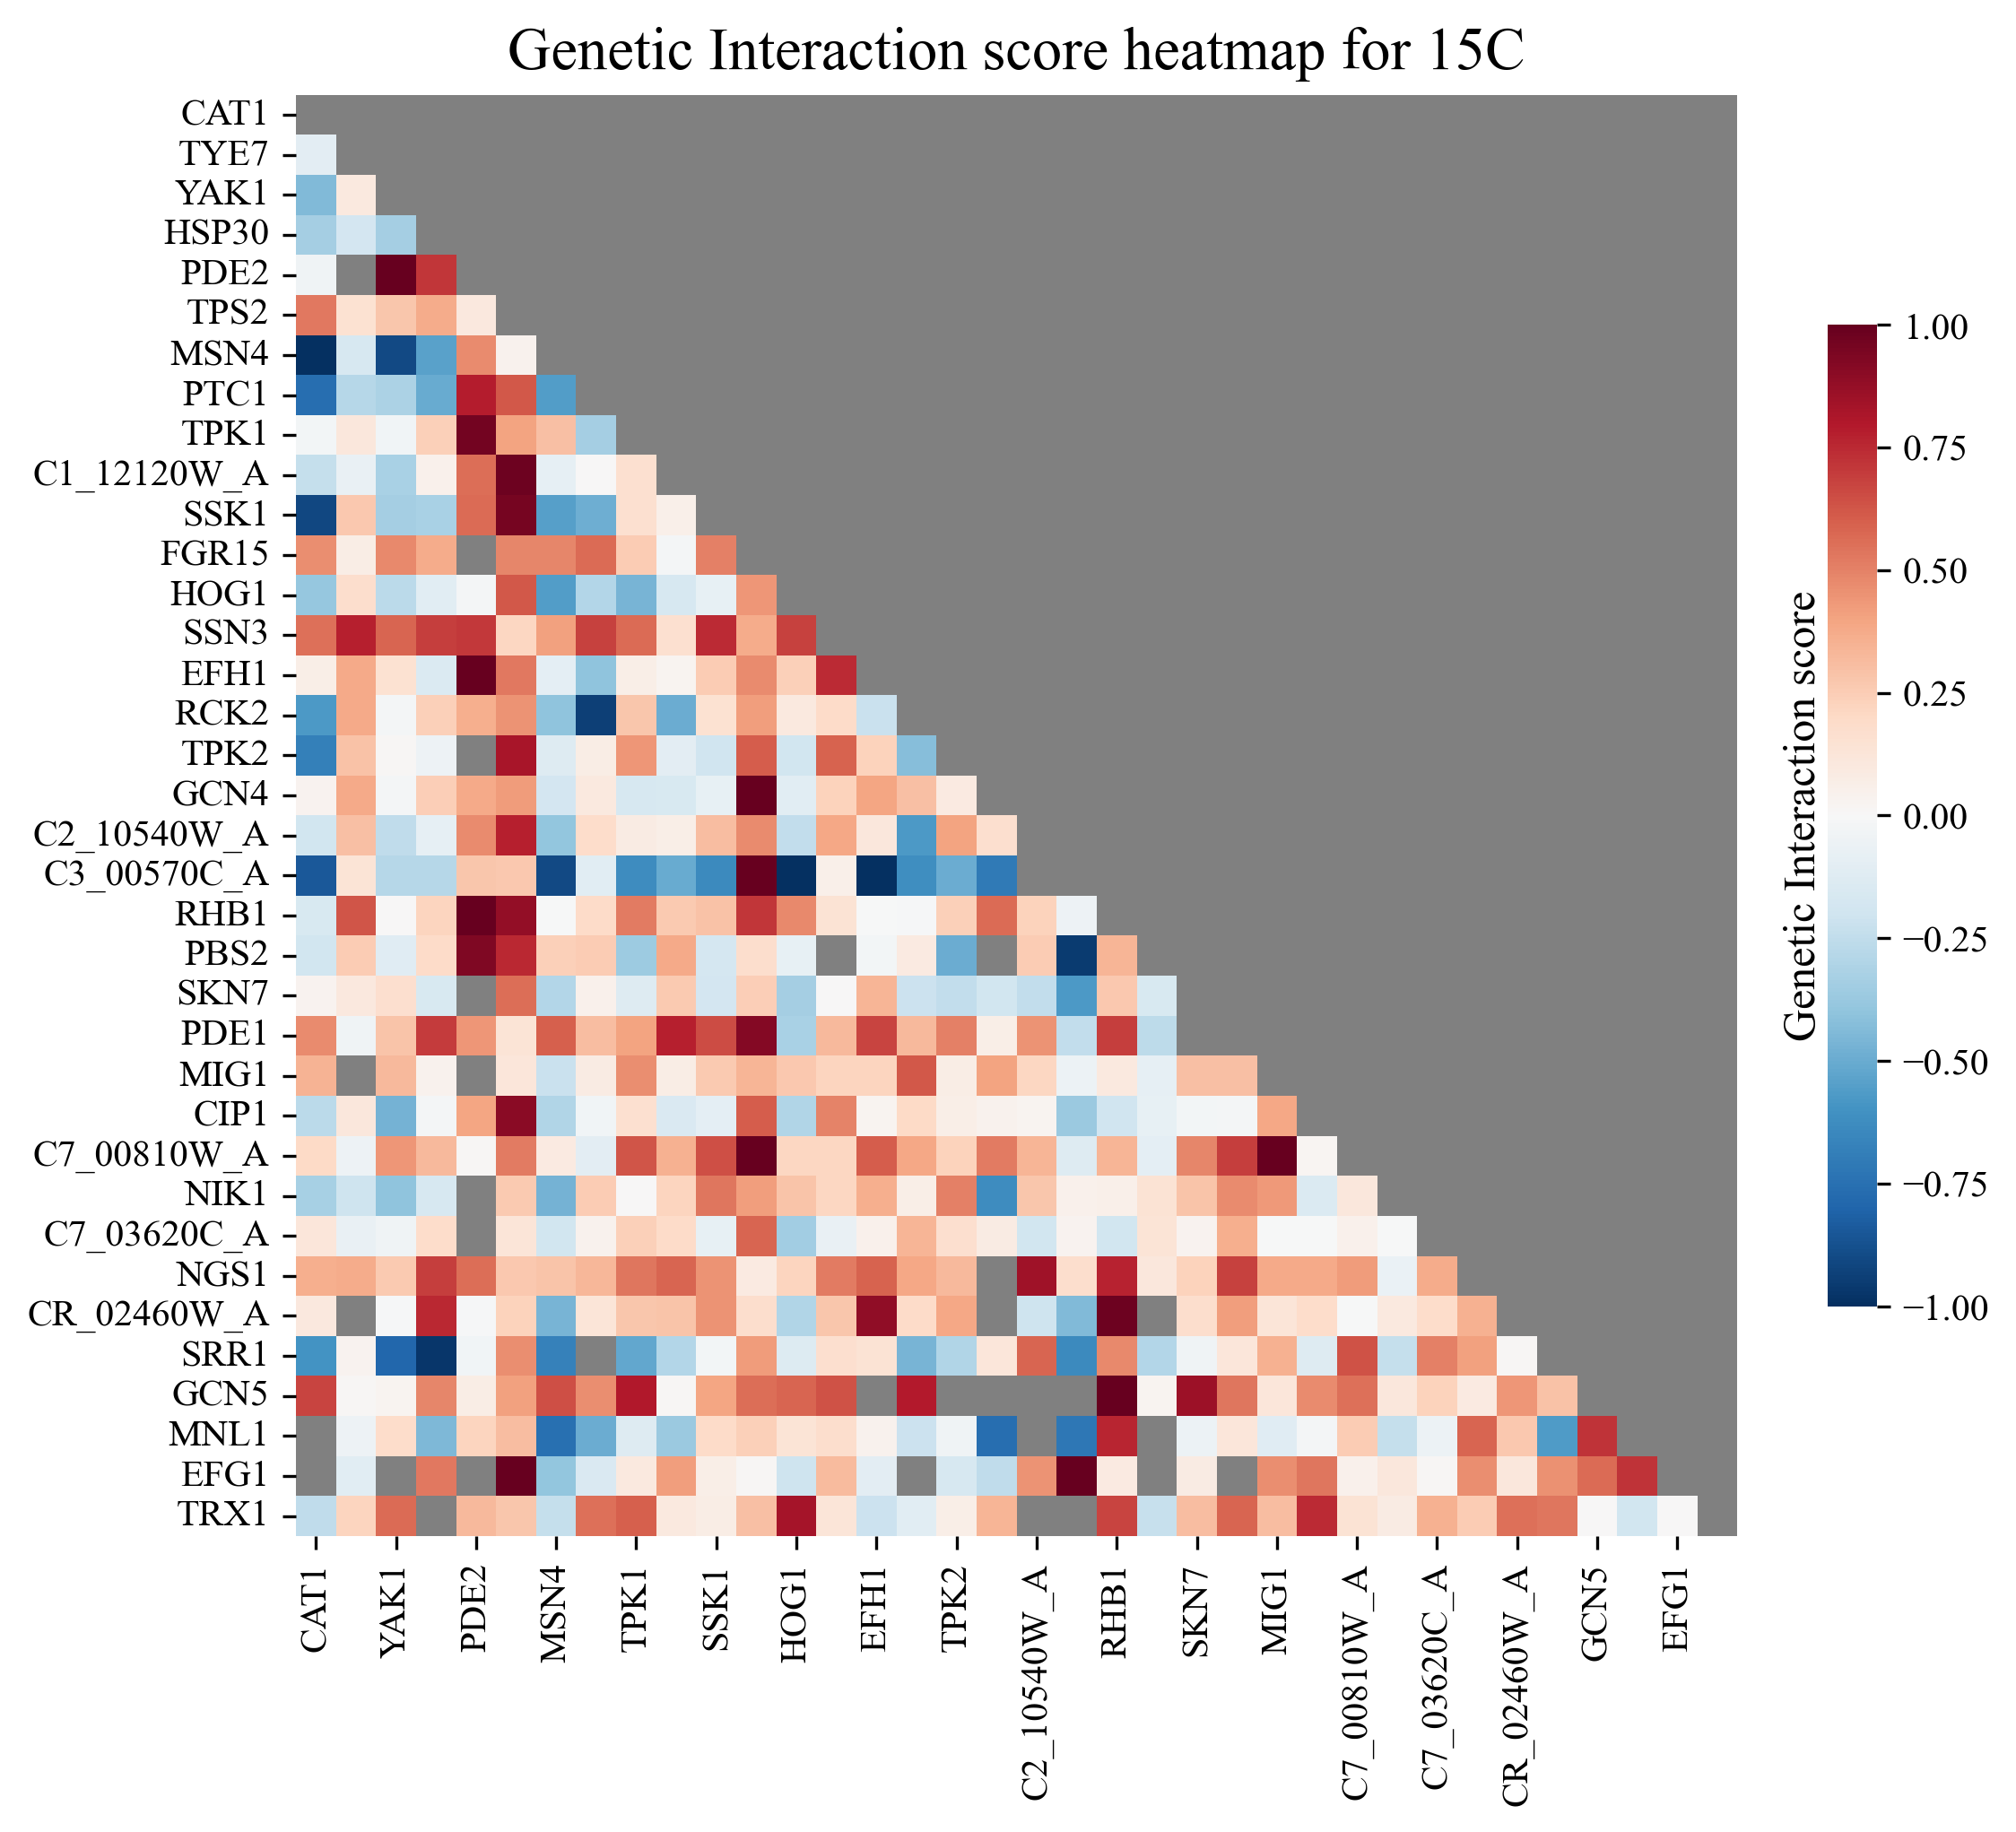 Genetic Interaction score heatmap for 15C
CAT1
TYE7
YAK1
HSP30
PDE2
TPS2
MSN4
PTC1
TPK1
C1_12120W_A
SSK1
FGR15
HOG1
SSN3
EFH1
RCK2
TPK2
GCN4
C2_10540W_A
C3_00570C_A
RHB1
PBS2
SKN7
PDE1
MIG1
CIP1
C7_00810W_A
NIK1
C7_03620C_A
NGS1
CR_02460W_A
SRR1
GCN5
MNL1
EFG1
TRX1
CAT1
YAK1
PDE2
MSN4
TPK1
SSK1
HOG1
EFH1
TPK2
C2_10540W_A
RHB1
SKN7
MIG1
C7_00810W_A
C7_03620C_A
CR_02460W_A
GCN5
EFG1
1.00
0.75
0.50
0.25
0.00
−0.25
−0.50
−0.75
−1.00
Genetic Interaction score